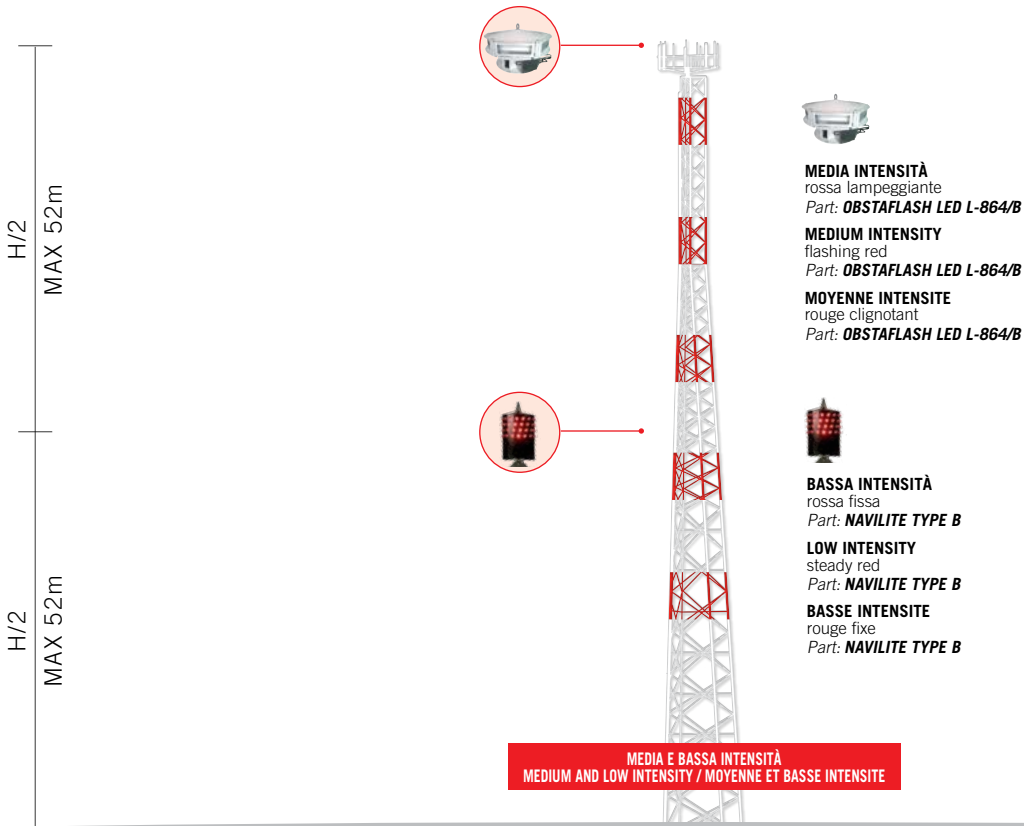 H/2
MAX 52m
MEDIA INTENSITÀ
rossa lampeggiante
Part: OBSTAFLASH LED L-864/B
MEDIUM INTENSITY
flashing red
Part: OBSTAFLASH LED L-864/B
MOYENNE INTENSITE
rouge clignotant
Part: OBSTAFLASH LED L-864/B
H/2
MAX 52m
BASSA INTENSITÀ
rossa fissa
Part: NAVILITE TYPE B
LOW INTENSITY
steady red
Part: NAVILITE TYPE B
BASSE INTENSITE
rouge fixe
Part: NAVILITE TYPE B
MEDIA E BASSA INTENSITÀ
MEDIUM AND LOW INTENSITY / MOYENNE ET BASSE INTENSITE